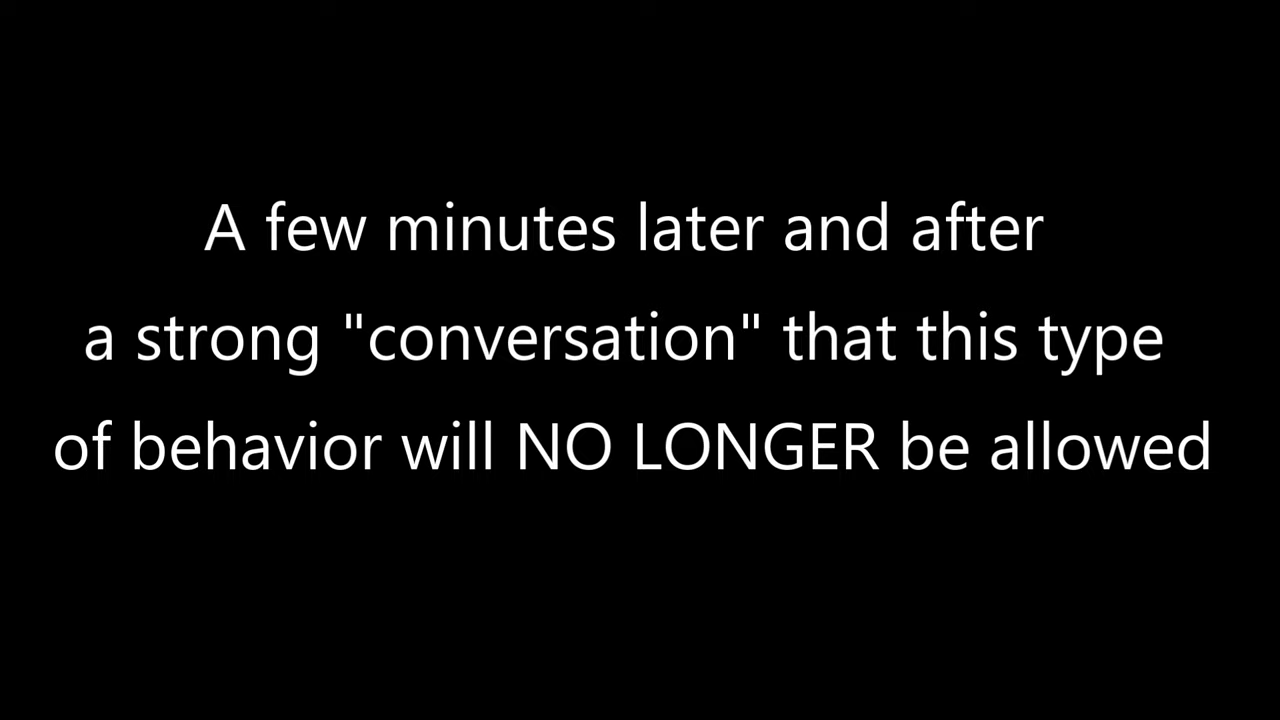 A few minutes later and after
a strong "conversation" that this type
of behavior will NO LONGER be allowed